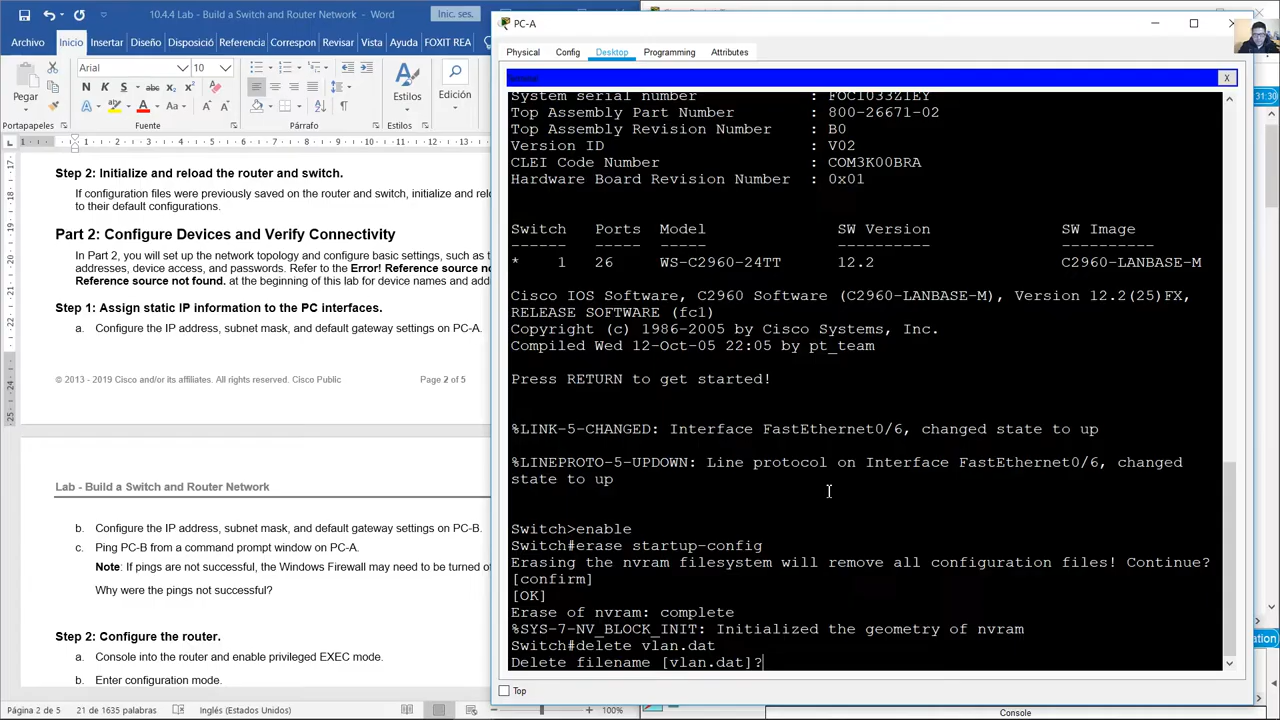 10.4.4 Lab - Build a Switch and Router Network
Inic. ses.
Archivo Inicio Insertar Diseño Disposició Referencia Correspon Revisar Vista Ayuda FOXIT REA
Pegar
Arial
10
Estilos
Edición
Portapapeles
Fuente
Párrafo
Estilos
Step 2: Initialize and reload the router and switch.
If configuration files were previously saved on the router and switch, initialize and relo
to their default configurations.
Part 2: Configure Devices and Verify Connectivity
In Part 2, you will set up the network topology and configure basic settings, such as t
addresses, device access, and passwords. Refer to the Error! Reference source no
Reference source not found. at the beginning of this lab for device names and add
Step 1: Assign static IP information to the PC interfaces.
a. Configure the IP address, subnet mask, and default gateway settings on PC-A.
© 2013 - 2019 Cisco and/or its affiliates. All rights reserved. Cisco Public
Page 2 of 5
Lab - Build a Switch and Router Network
b. Configure the IP address, subnet mask, and default gateway settings on PC-B.
c. Ping PC-B from a command prompt window on PC-A.
Note: If pings are not successful, the Windows Firewall may need to be turned of
Why were the pings not successful?
Step 2: Configure the router.
a. Console into the router and enable privileged EXEC mode.
b. Enter configuration mode.
Página 2 de 5 21 de 1635 palabras Inglés (Estados Unidos)
100%
PC-A
Physical Config Desktop Programming Attributes
X
System serial number : FOC1033Z1EY
Top Assembly Part Number : 800-26671-02
Top Assembly Revision Number : B0
Version ID : V02
CLEI Code Number : COM3K00BRA
Hardware Board Revision Number : 0x01
Switch Ports Model SW Version SW Image
------ ----- ----- ---------- ----------
* 1 26 WS-C2960-24TT 12.2 C2960-LANBASE-M
Cisco IOS Software, C2960 Software (C2960-LANBASE-M), Version 12.2(25)FX,
RELEASE SOFTWARE (fc1)
Copyright (c) 1986-2005 by Cisco Systems, Inc.
Compiled Wed 12-Oct-05 22:05 by pt_team
Press RETURN to get started!
%LINK-5-CHANGED: Interface FastEthernet0/6, changed state to up
%LINEPROTO-5-UPDOWN: Line protocol on Interface FastEthernet0/6, changed
state to up
Switch>enable
Switch#erase startup-config
Erasing the nvram filesystem will remove all configuration files! Continue?
[confirm]
[OK]
Erase of nvram: complete
%SYS-7-NV_BLOCK_INIT: Initialized the geometry of nvram
Switch#delete vlan.dat
Delete filename [vlan.dat]?
Top
31:30
ation
Console